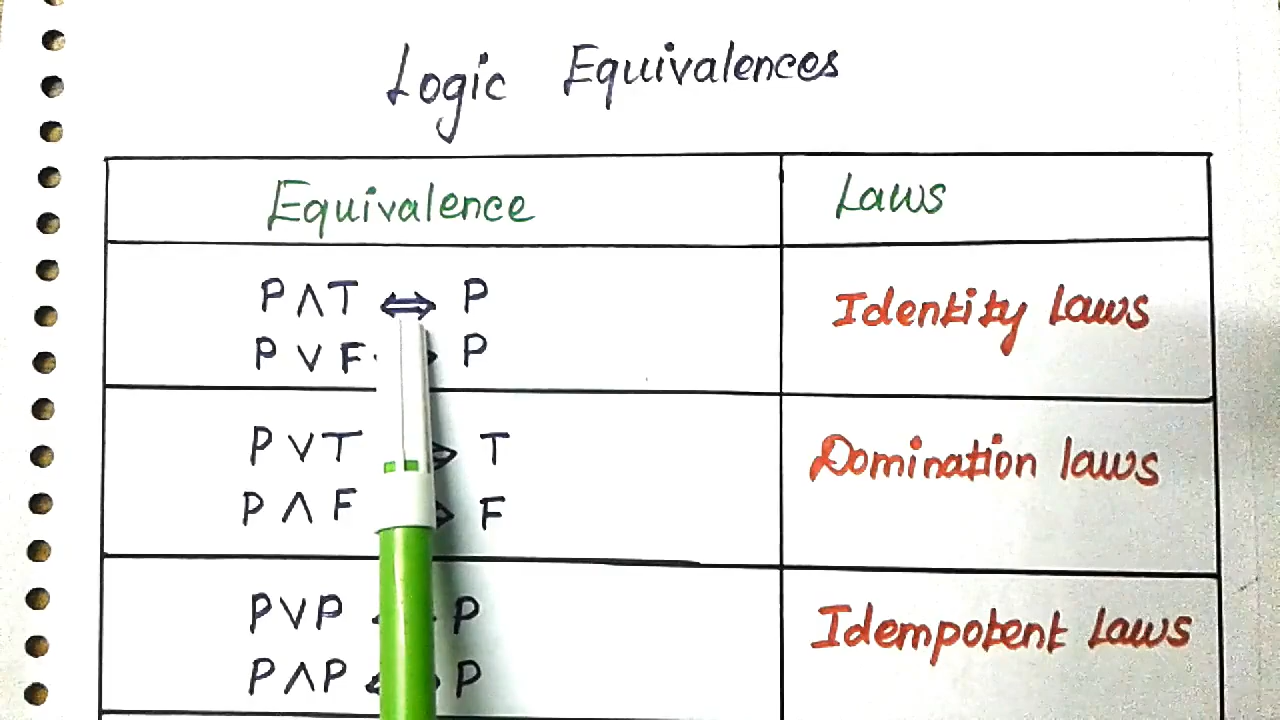 Logic Equivalences
Equivalence Laws
P ∧ T ⇔ P
P ∨ F P
Identity Laws
P ∨ T T
P ∧ F F
Domination laws
P ∨ P P
P ∧ P P
Idempotent Laws